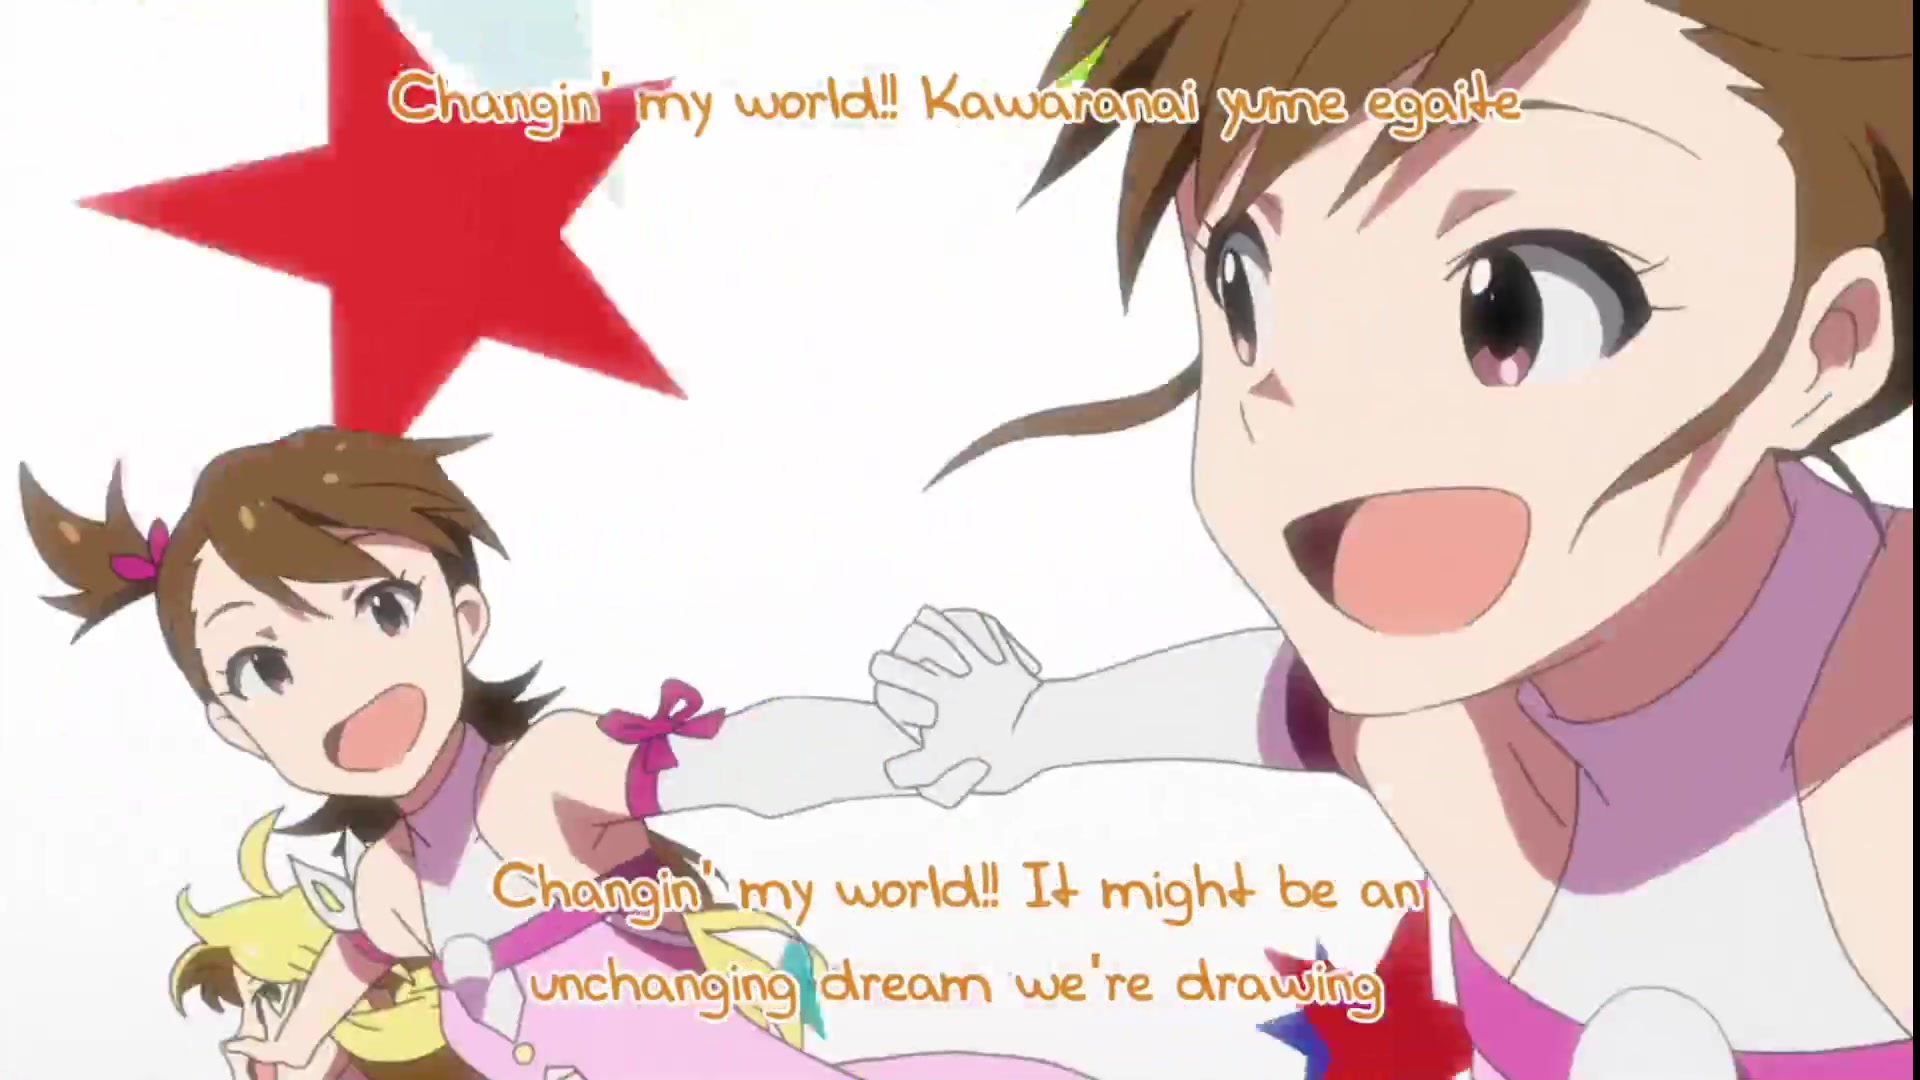 Changin' my world!! Kawaranai yume egaite
Changin' my world!! It might be an
unchanging dream we're drawing